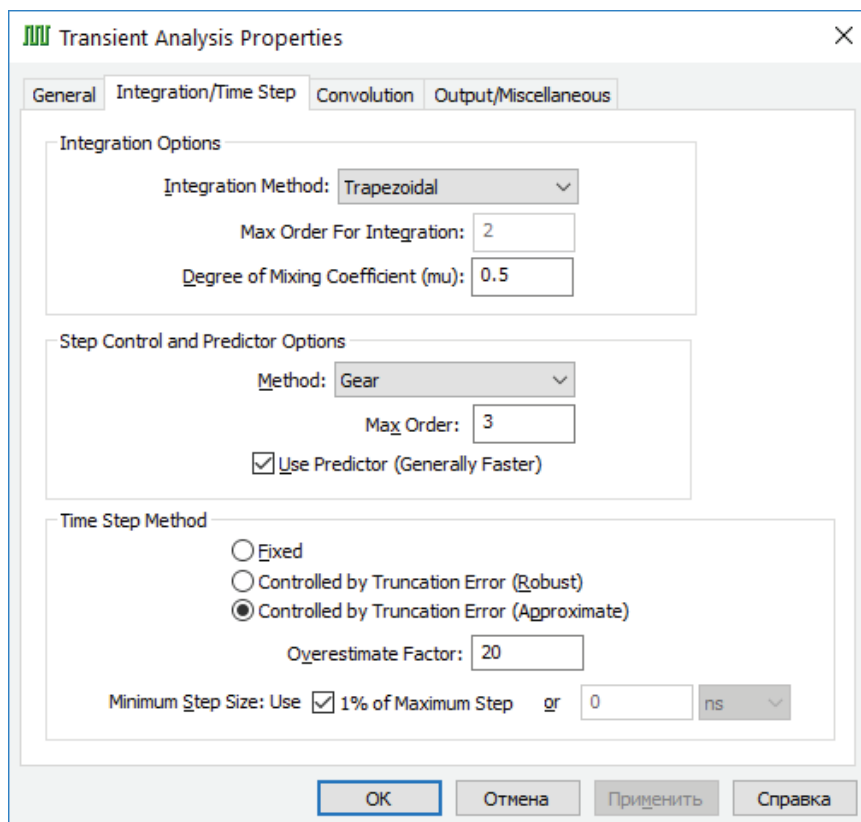 Transient Analysis Properties
General Integration/Time Step Convolution Output/Miscellaneous
Integration Options
Integration Method: Trapezoidal
Max Order For Integration: 2
Degree of Mixing Coefficient (mu): 0.5
Step Control and Predictor Options
Method: Gear
Max Order: 3
Use Predictor (Generally Faster)
Time Step Method
Fixed
Controlled by Truncation Error (Robust)
Controlled by Truncation Error (Approximate)
Overestimate Factor: 20
Minimum Step Size: Use 1% of Maximum Step or 0 ns
OK Отмена Применить Справка